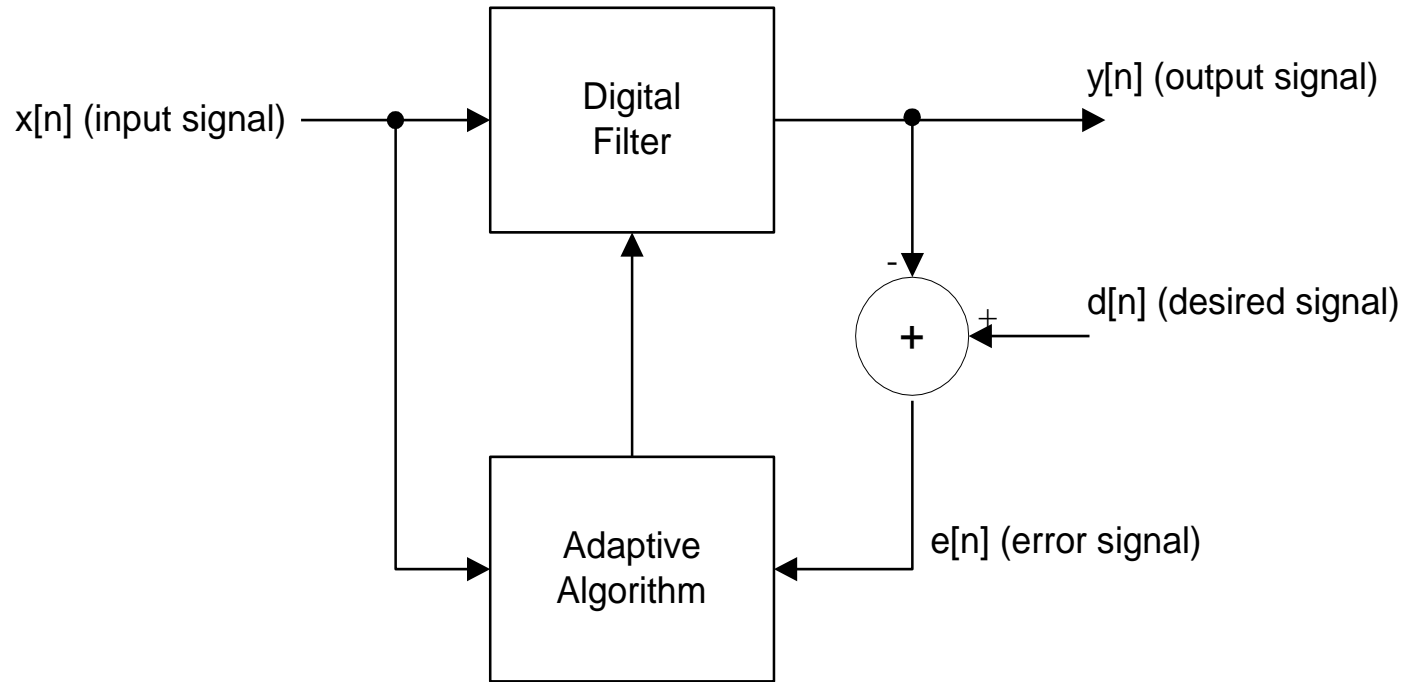 Digital
Filter
x[n] (input signal)
y[n] (output signal)
-
+
+
d[n] (desired signal)
Adaptive
Algorithm
e[n] (error signal)